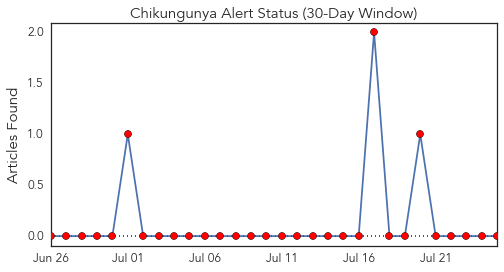 Chikungunya Alert Status (30-Day Window)
Articles Found
2.0
1.5
1.0
0.5
0.0
Jun 26 Jul 01 Jul 06 Jul 11 Jul 16 Jul 21